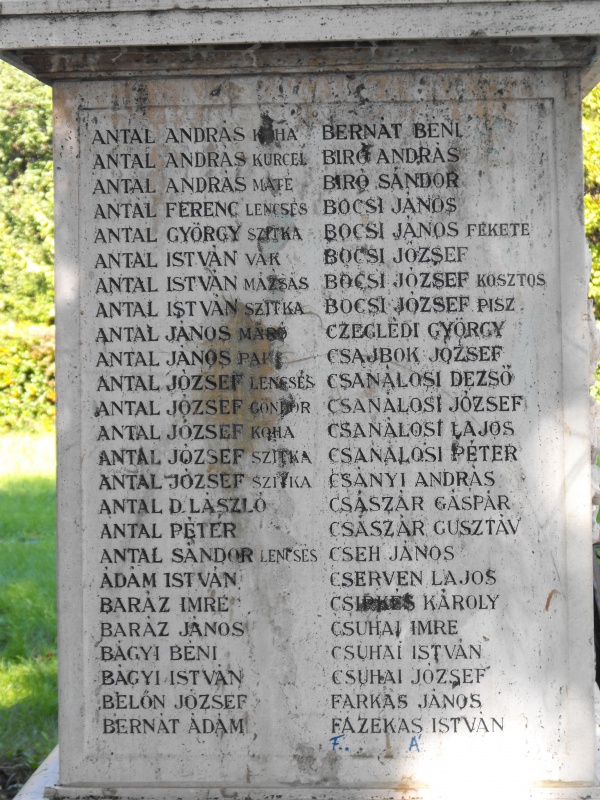 ANTAL ANDRÁS KOHA
ANTAL ANDRÁS KURCEL
ANTAL ANDRÁS MÁTÉ
ANTAL FERENC LENCSÉS
ANTAL GYÖRGY SZITKA
ANTAL ISTVÁN VAK
ANTAL ISTVÁN MÁZSÁS
ANTAL ISTVÁN SZITKA
ANTAL JÁNOS
ANTAL JÁNOS
ANTAL JÓZSEF LENCSÉS
ANTAL JÓZSEF GÖNDÖR
ANTAL JÓZSEF KOHA
ANTAL JÓZSEF SZITKA
ANTAL JÓZSEF SZITKA
ANTAL D. LÁSZLÓ
ANTAL PÉTER
ANTAL SÁNDOR LENCSÉS
ÁDÁM ISTVÁN
BARÁZ IMRE
BARÁZ JÁNOS
BÁGYI BÉNI
BÁGYI ISTVÁN
BELÓN JÓZSEF
BERNÁT ÁDÁM
BERNÁT BÉNI
BIRÓ ANDRÁS
BIRÓ SÁNDOR
BOCSI JÁNOS
BOCSI JÁNOS FEKETE
BOCSI JÓZSEF
BOCSI JÓZSEF KOSZTOS
BOCSI JÓZSEF PISZ
CZEGLÉDI GYÖRGY
CSAJBÓK JÓZSEF
CSANÁLOSI DEZSŐ
CSANÁLOSI JÓZSEF
CSANÁLOSI LAJOS
CSANÁLOSI PÉTER
CSÁNYI ANDRÁS
CSÁSZÁR GÁSPÁR
CSÁSZÁR GUSZTÁV
CSEH JÁNOS
CSERVEN LAJOS
CSIRKES KÁROLY
CSUHAI IMRE
CSUHAI ISTVÁN
CSUHAI JÓZSEF
FARKAS JÁNOS
FAZEKAS ISTVÁN
F.. A